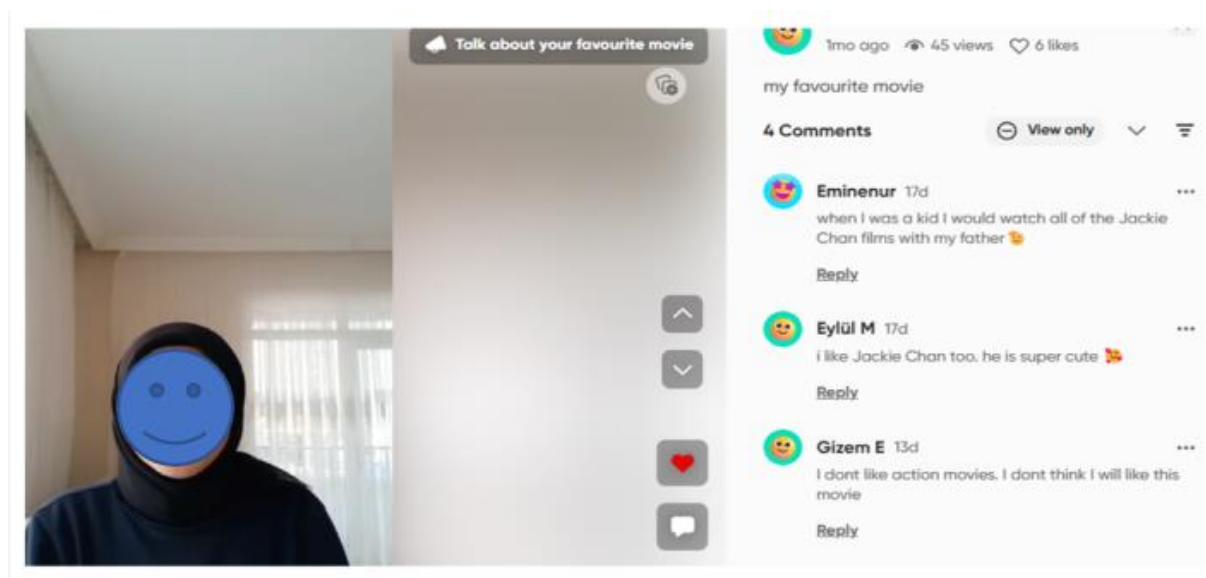 Talk about your favourite movie
1mo ago 45 views 6 likes
my favourite movie
4 Comments View only
Eminenur 17d
when I was a kid I would watch all of the Jackie
Chan films with my father
Reply
Eylül M 17d
i like Jackie Chan too. he is super cute
Reply
Gizem E 13d
I dont like action movies. I dont think I will like this
movie
Reply